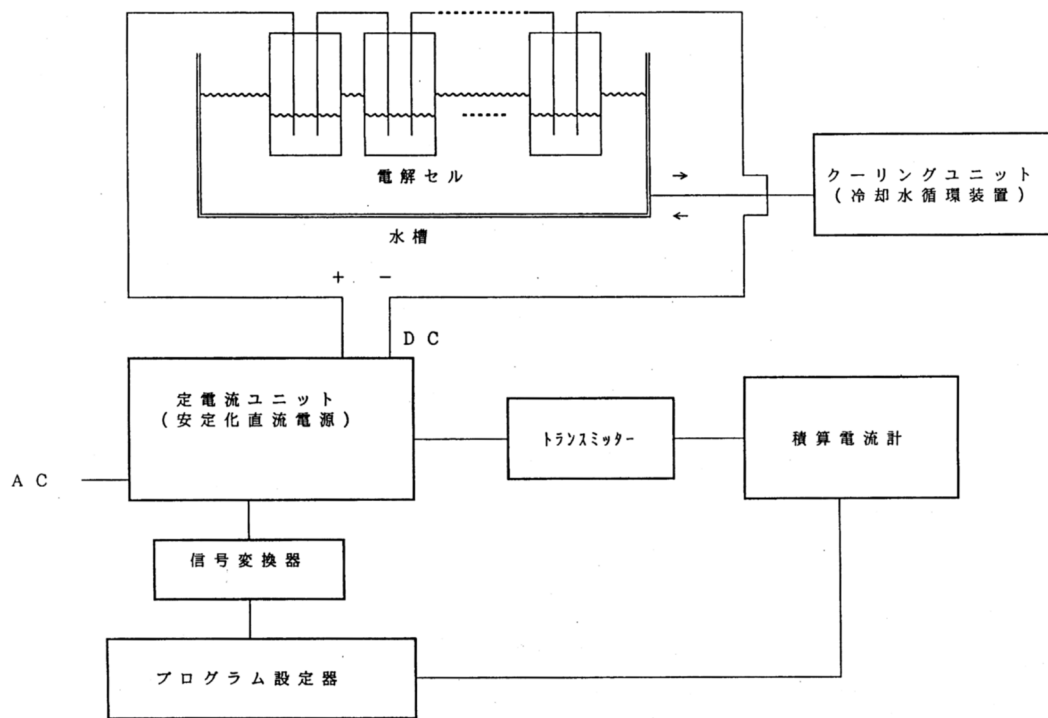 電解セル
クーリングユニット
(冷却水循環装置)
水槽
+ −
DC
定電流ユニット
(安定化直流電源)
トランスミッター
積算電流計
AC
信号変換器
プログラム設定器